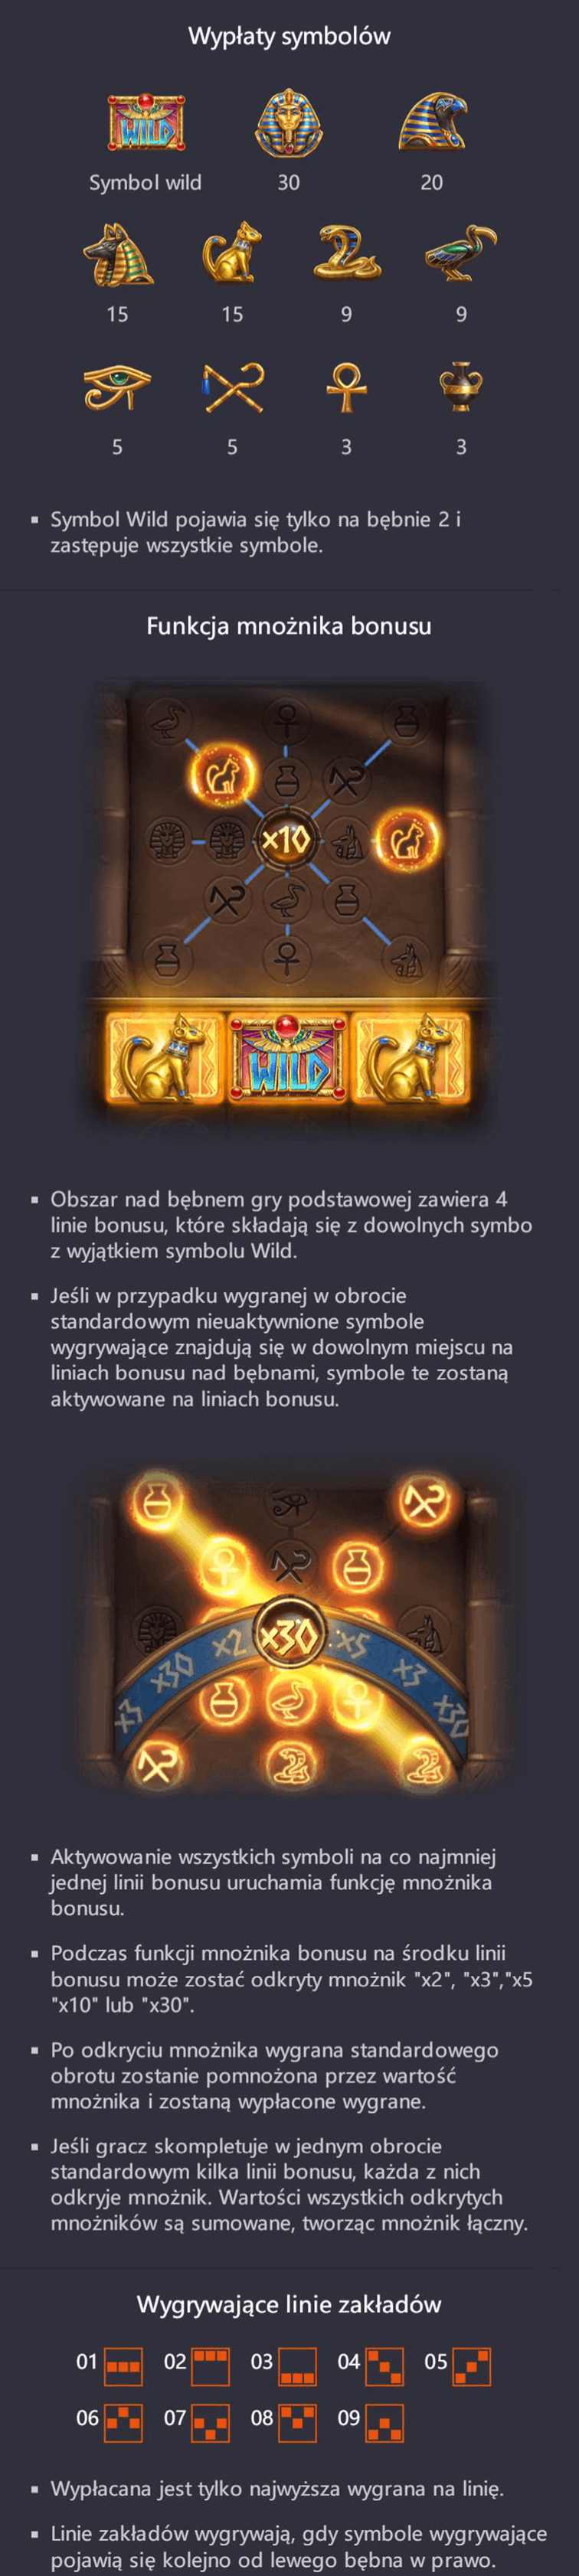 Wypłaty symbolów
WILD
Symbol wild 30 20
15 15 9 9
5 5 3 3
Symbol Wild pojawia się tylko na bębnie 2 i
zastępuje wszystkie symbole.
Funkcja mnożnika bonusu
x10
WILD
Obszar nad bębnem gry podstawowej zawiera 4
linie bonusu, które składają się z dowolnych symbo
z wyjątkiem symbolu Wild.
Jeśli w przypadku wygranej w obrocie
standardowym nieuaktywnione symbole
wygrywające znajdują się w dowolnym miejscu na
liniach bonusu nad bębnami, symbole te zostaną
aktywowane na liniach bonusu.
x3 x30 x2 x30 x5 x3 x30
Aktywowanie wszystkich symboli na co najmniej
jednej linii bonusu uruchamia funkcję mnożnika
bonusu.
Podczas funkcji mnożnika bonusu na środku linii
bonusu może zostać odkryty mnożnik "x2", "x3","x5
"x10" lub "x30".
Po odkryciu mnożnika wygrana standardowego
obrotu zostanie pomnożona przez wartość
mnożnika i zostaną wypłacone wygrane.
Jeśli gracz skompletuje w jednym obrocie
standardowym kilka linii bonusu, każda z nich
odkryje mnożnik. Wartości wszystkich odkrytych
mnożników są sumowane, tworząc mnożnik łączny.
Wygrywające linie zakładów
01 02 03 04 05
06 07 08 09
Wypłacana jest tylko najwyższa wygrana na linię.
Linie zakładów wygrywają, gdy symbole wygrywające
pojawią się kolejno od lewego bębna w prawo.